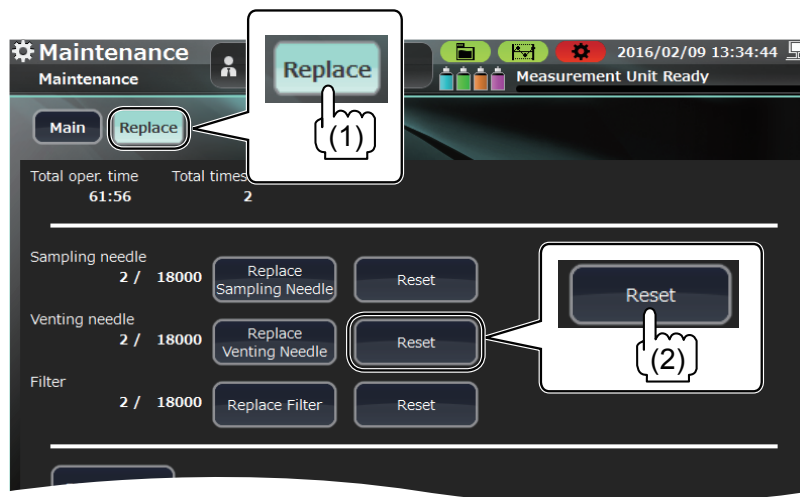 Maintenance
Maintenance
2016/02/09 13:34:44
Measurement Unit Ready
Replace
(1)
Main
Replace
Total oper. time
Total times
61:56
2
Sampling needle
2 / 18000
Replace
Sampling Needle
Reset
Venting needle
2 / 18000
Replace
Venting Needle
Reset
Reset
(2)
Filter
2 / 18000
Replace Filter
Reset